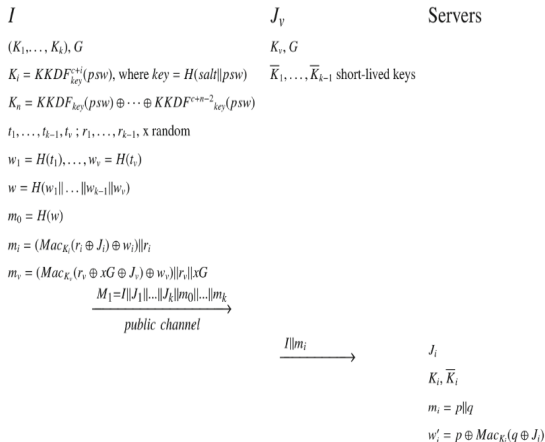 I J_v Servers
(K_1,…, K_k), G K_v, G
K_i = KKDF^{c+i}_{key}(psw), where key = H(salt||psw) K̅_1,…, K̅_{k−1} short-lived keys
K_n = KKDF_{key}(psw) ⊕ ⋯ ⊕ KKDF^{c+n−2}_{key}(psw)
t_1,…, t_{k−1}, t_v ; r_1,…, r_{k−1}, x random
w_1 = H(t_1),…, w_v = H(t_v)
w = H(w_1||…||w_{k−1}||w_v)
m_0 = H(w)
m_i = (Mac_{K_i}(r_i ⊕ J_i) ⊕ w_i)||r_i
m_v = (Mac_{K_v}(r_v ⊕ xG ⊕ J_v) ⊕ w_v)||r_v||xG
M_1=I||J_1||...||J_k||m_0||...||m_k
public channel
I||m_i
J_i
K_i, K̅_i
m_i = p||q
w′_i = p ⊕ Mac_{K_i}(q ⊕ J_i)